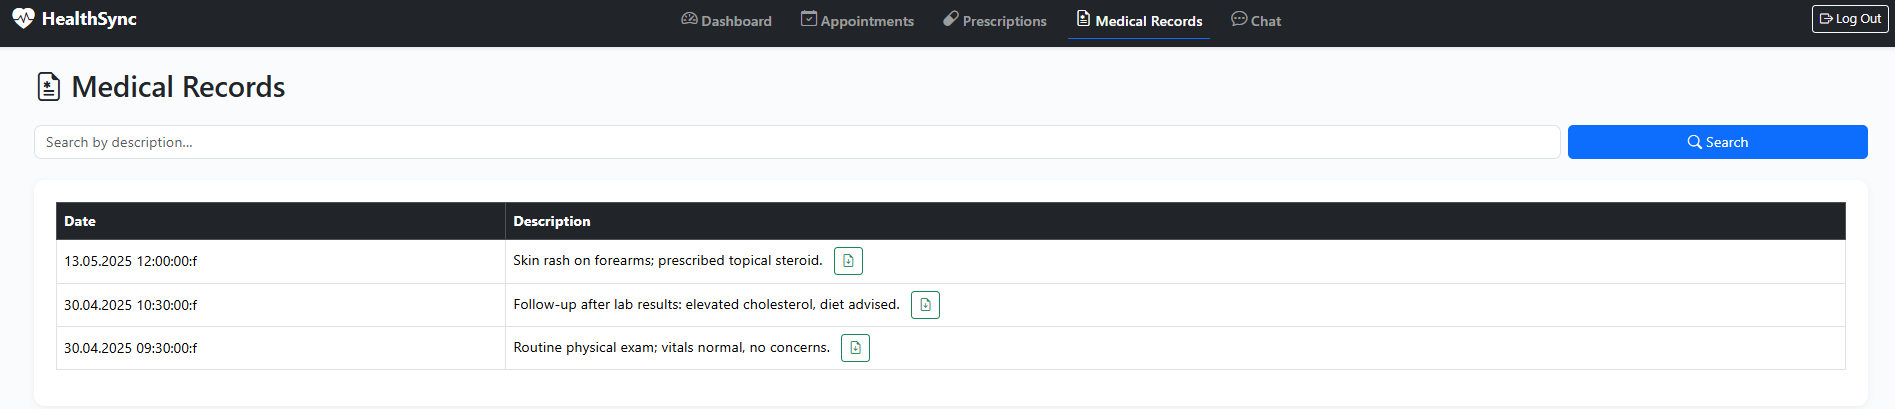 HealthSync Dashboard Appointments Prescriptions Medical Records Chat Log Out
Medical Records
Search by description... Search
Date Description
13.05.2025 12:00:00:f Skin rash on forearms; prescribed topical steroid.
30.04.2025 10:30:00:f Follow-up after lab results: elevated cholesterol, diet advised.
30.04.2025 09:30:00:f Routine physical exam; vitals normal, no concerns.